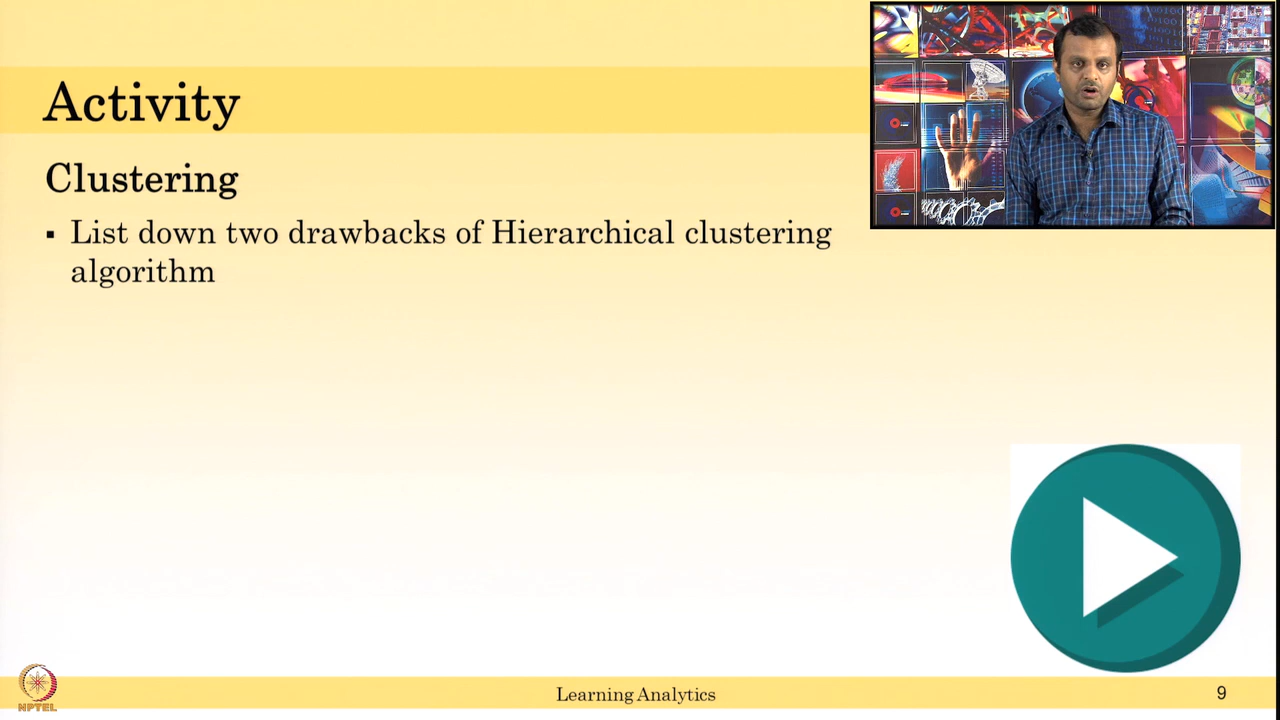 Activity
Clustering
▪ List down two drawbacks of Hierarchical clustering
algorithm
NPTEL
Learning Analytics
9